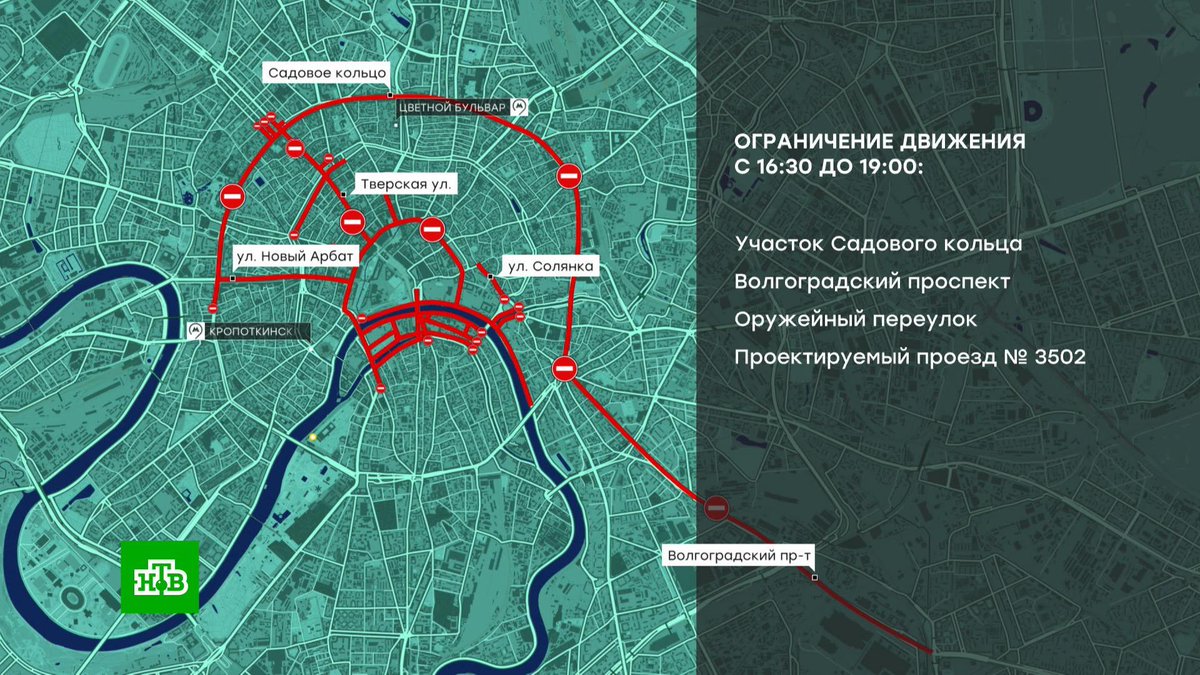 Садовое кольцо
ЦВЕТНОЙ БУЛЬВАР
Тверская ул.
ул. Новый Арбат
ул. Солянка
КРОПОТКИНСК
Волгоградский пр-т
НТВ
ОГРАНИЧЕНИЕ ДВИЖЕНИЯ
С 16:30 ДО 19:00:
Участок Садового кольца
Волгоградский проспект
Оружейный переулок
Проектируемый проезд № 3502